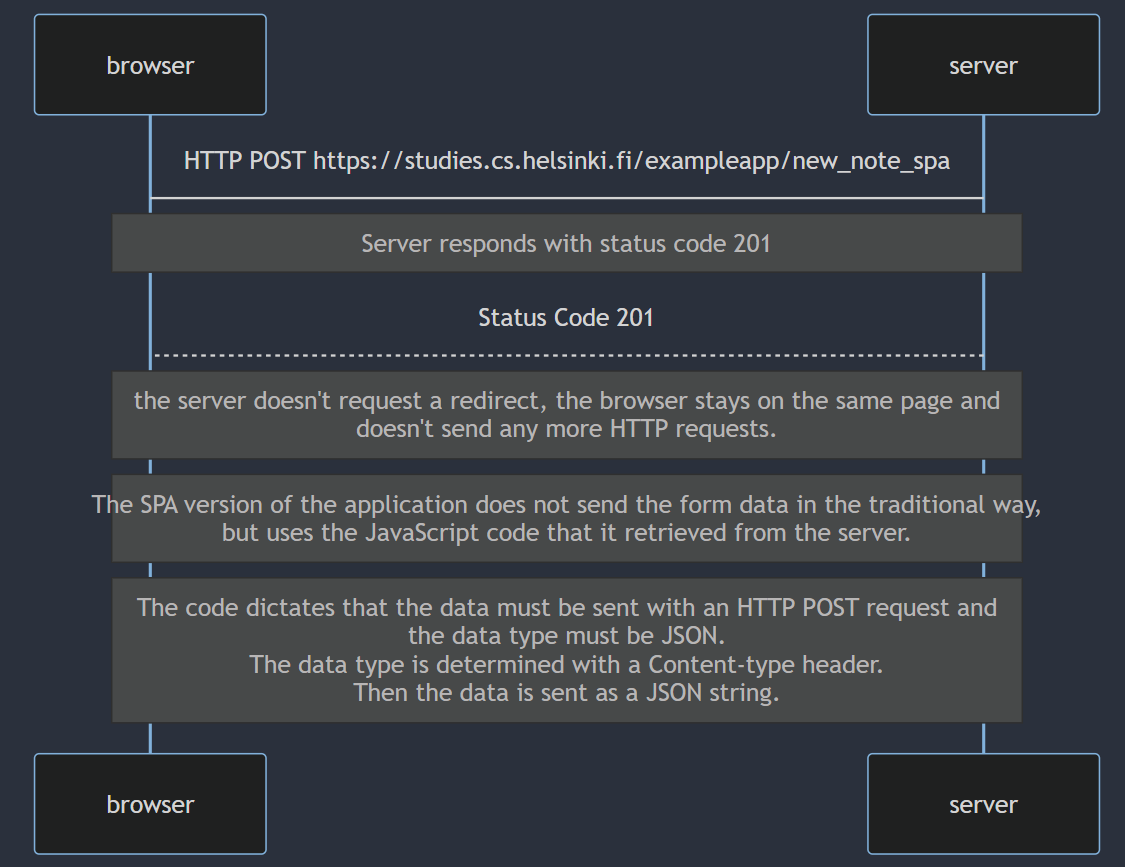 browser
server
HTTP POST https://studies.cs.helsinki.fi/exampleapp/new_note_spa
Server responds with status code 201
Status Code 201
the server doesn't request a redirect, the browser stays on the same page and
doesn't send any more HTTP requests.
The SPA version of the application does not send the form data in the traditional way,
but uses the JavaScript code that it retrieved from the server.
The code dictates that the data must be sent with an HTTP POST request and
the data type must be JSON.
The data type is determined with a Content-type header.
Then the data is sent as a JSON string.
browser
server